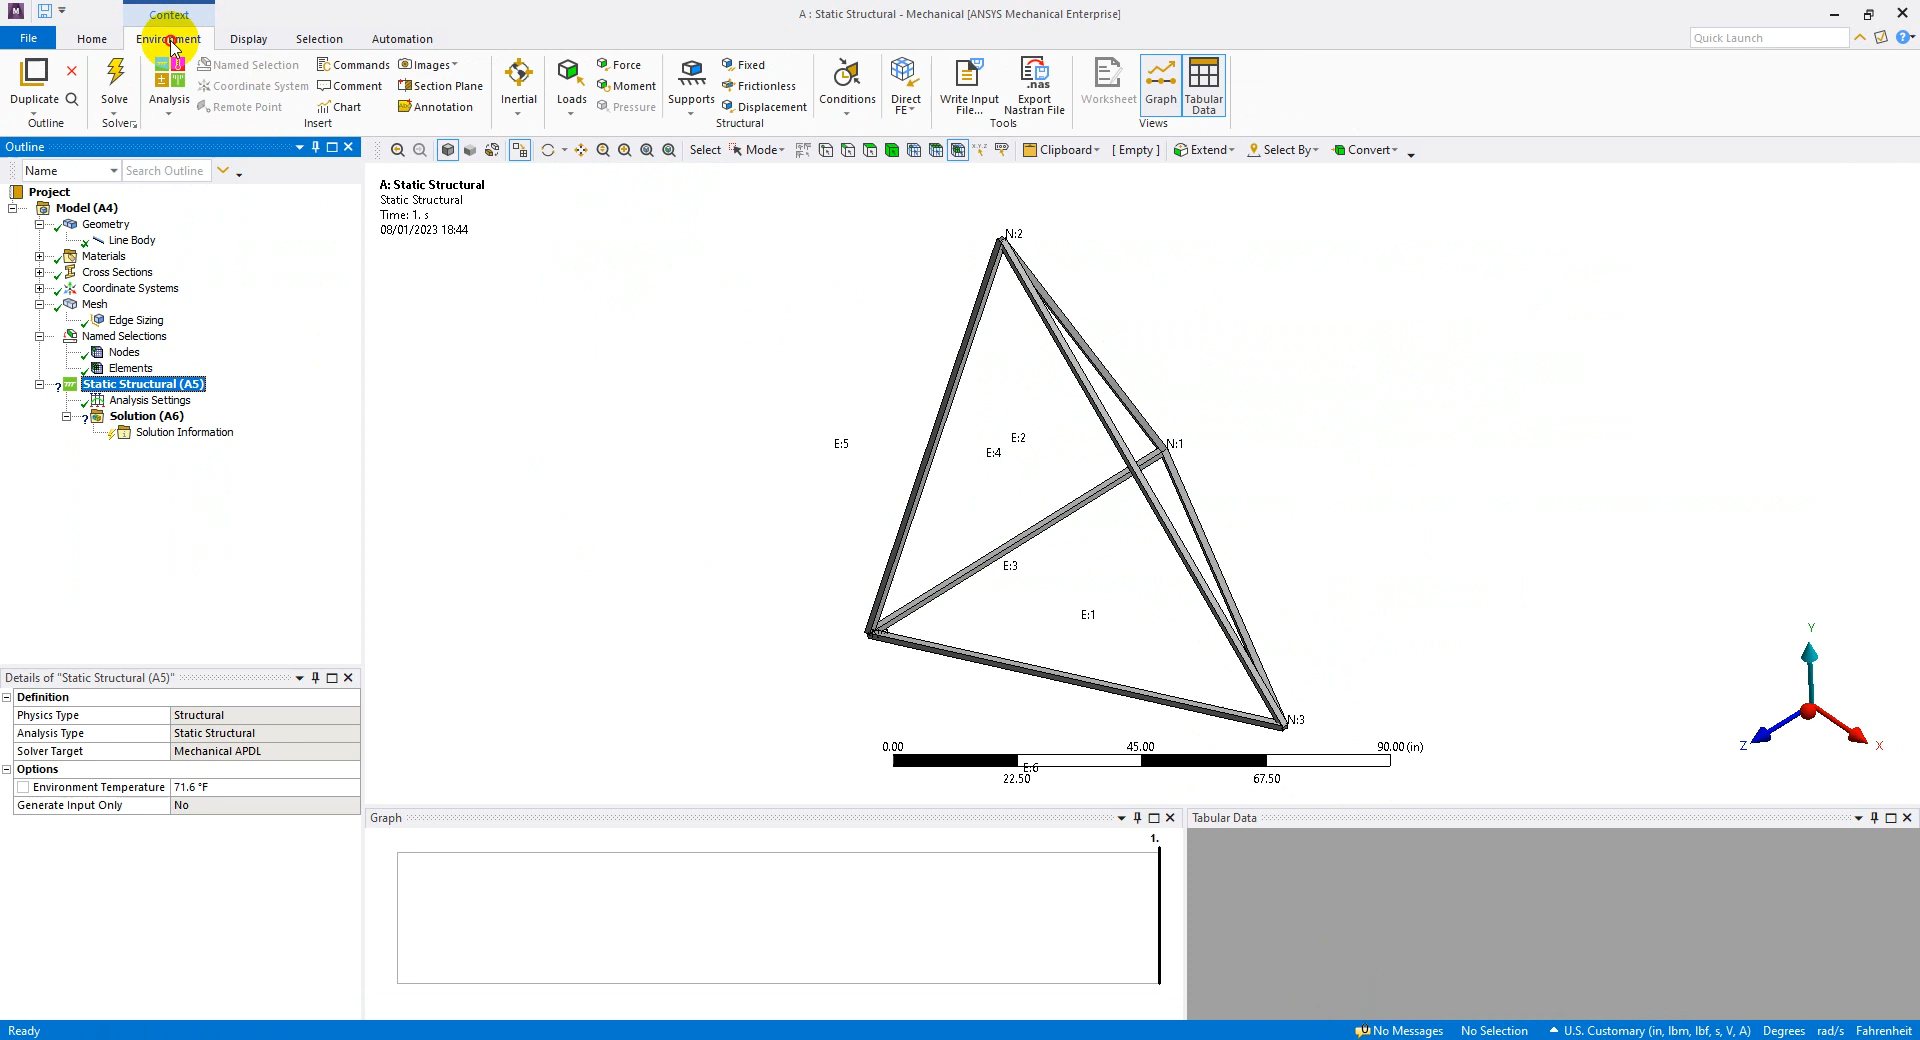 Context
A : Static Structural - Mechanical [ANSYS Mechanical Enterprise]
File
Home
Environment
Display
Selection
Automation
Quick Launch
Duplicate
Outline
Solve
Solver
Analysis
Named Selection
Coordinate System
Remote Point
Commands
Comment
Chart
Images
Section Plane
Annotation
Insert
Inertial
Loads
Force
Moment
Pressure
Supports
Fixed
Frictionless
Displacement
Structural
Conditions
Direct
FE
Write Input
File...
Export
Nastran File
Tools
Worksheet
Graph
Tabular
Data
Views
Outline
Name
Search Outline
Select
Mode
Clipboard
[ Empty ]
Extend
Select By
Convert
Project
Model (A4)
Geometry
Line Body
Materials
Cross Sections
Coordinate Systems
Mesh
Edge Sizing
Named Selections
Nodes
Elements
Static Structural (A5)
Analysis Settings
Solution (A6)
Solution Information
A: Static Structural
Static Structural
Time: 1. s
08/01/2023 18:44
N:2
E:5
E:2
E:4
N:1
E:3
E:1
N:3
0.00
45.00
90.00 (in)
E:6
22.50
67.50
Y
Z
X
Details of "Static Structural (A5)"
Definition
Physics Type
Structural
Analysis Type
Static Structural
Solver Target
Mechanical APDL
Options
Environment Temperature
71.6 °F
Generate Input Only
No
Graph
1.
Tabular Data
Ready
No Messages
No Selection
U.S. Customary (in, lbm, lbf, s, V, A)
Degrees
rad/s
Fahrenheit